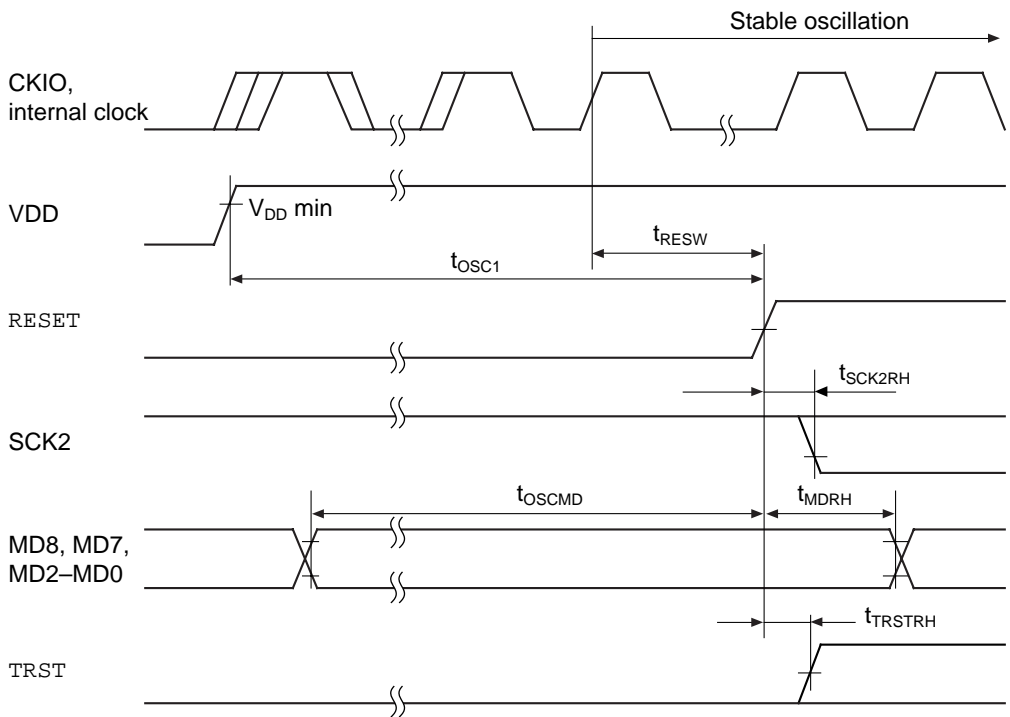 Stable oscillation
CKIO,
internal clock
VDD
VDD min
tRESW
tOSC1
RESET
tSCK2RH
SCK2
tOSCMD
tMDRH
MD8, MD7,
MD2–MD0
tTRSTRH
TRST